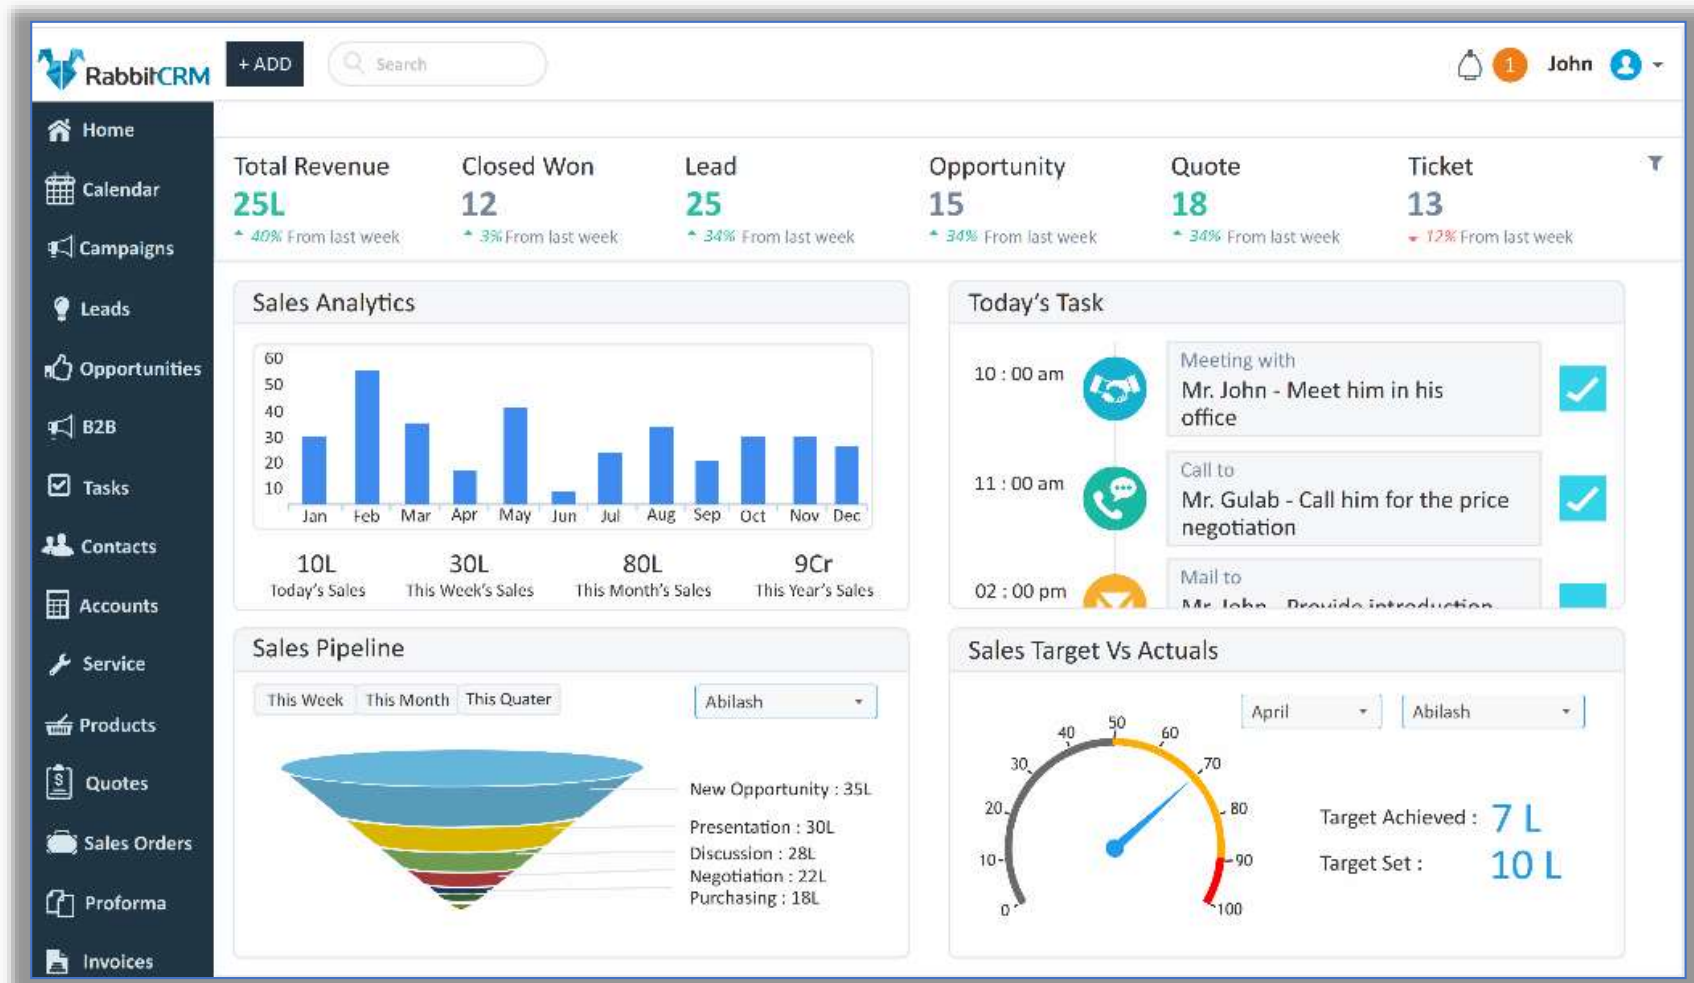 RabbitCRM
+ ADD
Search
1
John
Home
Calendar
Campaigns
Leads
Opportunities
B2B
Tasks
Contacts
Accounts
Service
Products
Quotes
Sales Orders
Proforma
Invoices
Total Revenue
25L
40% From last week
Closed Won
12
3% From last week
Lead
25
34% From last week
Opportunity
15
34% From last week
Quote
18
34% From last week
Ticket
13
12% From last week
Sales Analytics
60
50
40
30
20
10
Jan Feb Mar Apr May Jun Jul Aug Sep Oct Nov Dec
10L
Today's Sales
30L
This Week's Sales
80L
This Month's Sales
9Cr
This Year's Sales
Today's Task
10 : 00 am
Meeting with
Mr. John - Meet him in his
office
11 : 00 am
Call to
Mr. Gulab - Call him for the price
negotiation
02 : 00 pm
Mail to
Mr. John - Provide introduction
Sales Pipeline
This Week This Month This Quater
Abilash
New Opportunity : 35L
Presentation : 30L
Discussion : 28L
Negotiation : 22L
Purchasing : 18L
Sales Target Vs Actuals
April
Abilash
0
10
20
30
40
50
60
70
80
90
100
Target Achieved : 7 L
Target Set : 10 L